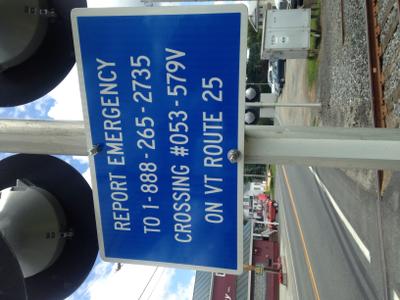 REPORT EMERGENCY
TO 1-888-265-2735
CROSSING #053-579V
ON VT ROUTE 25